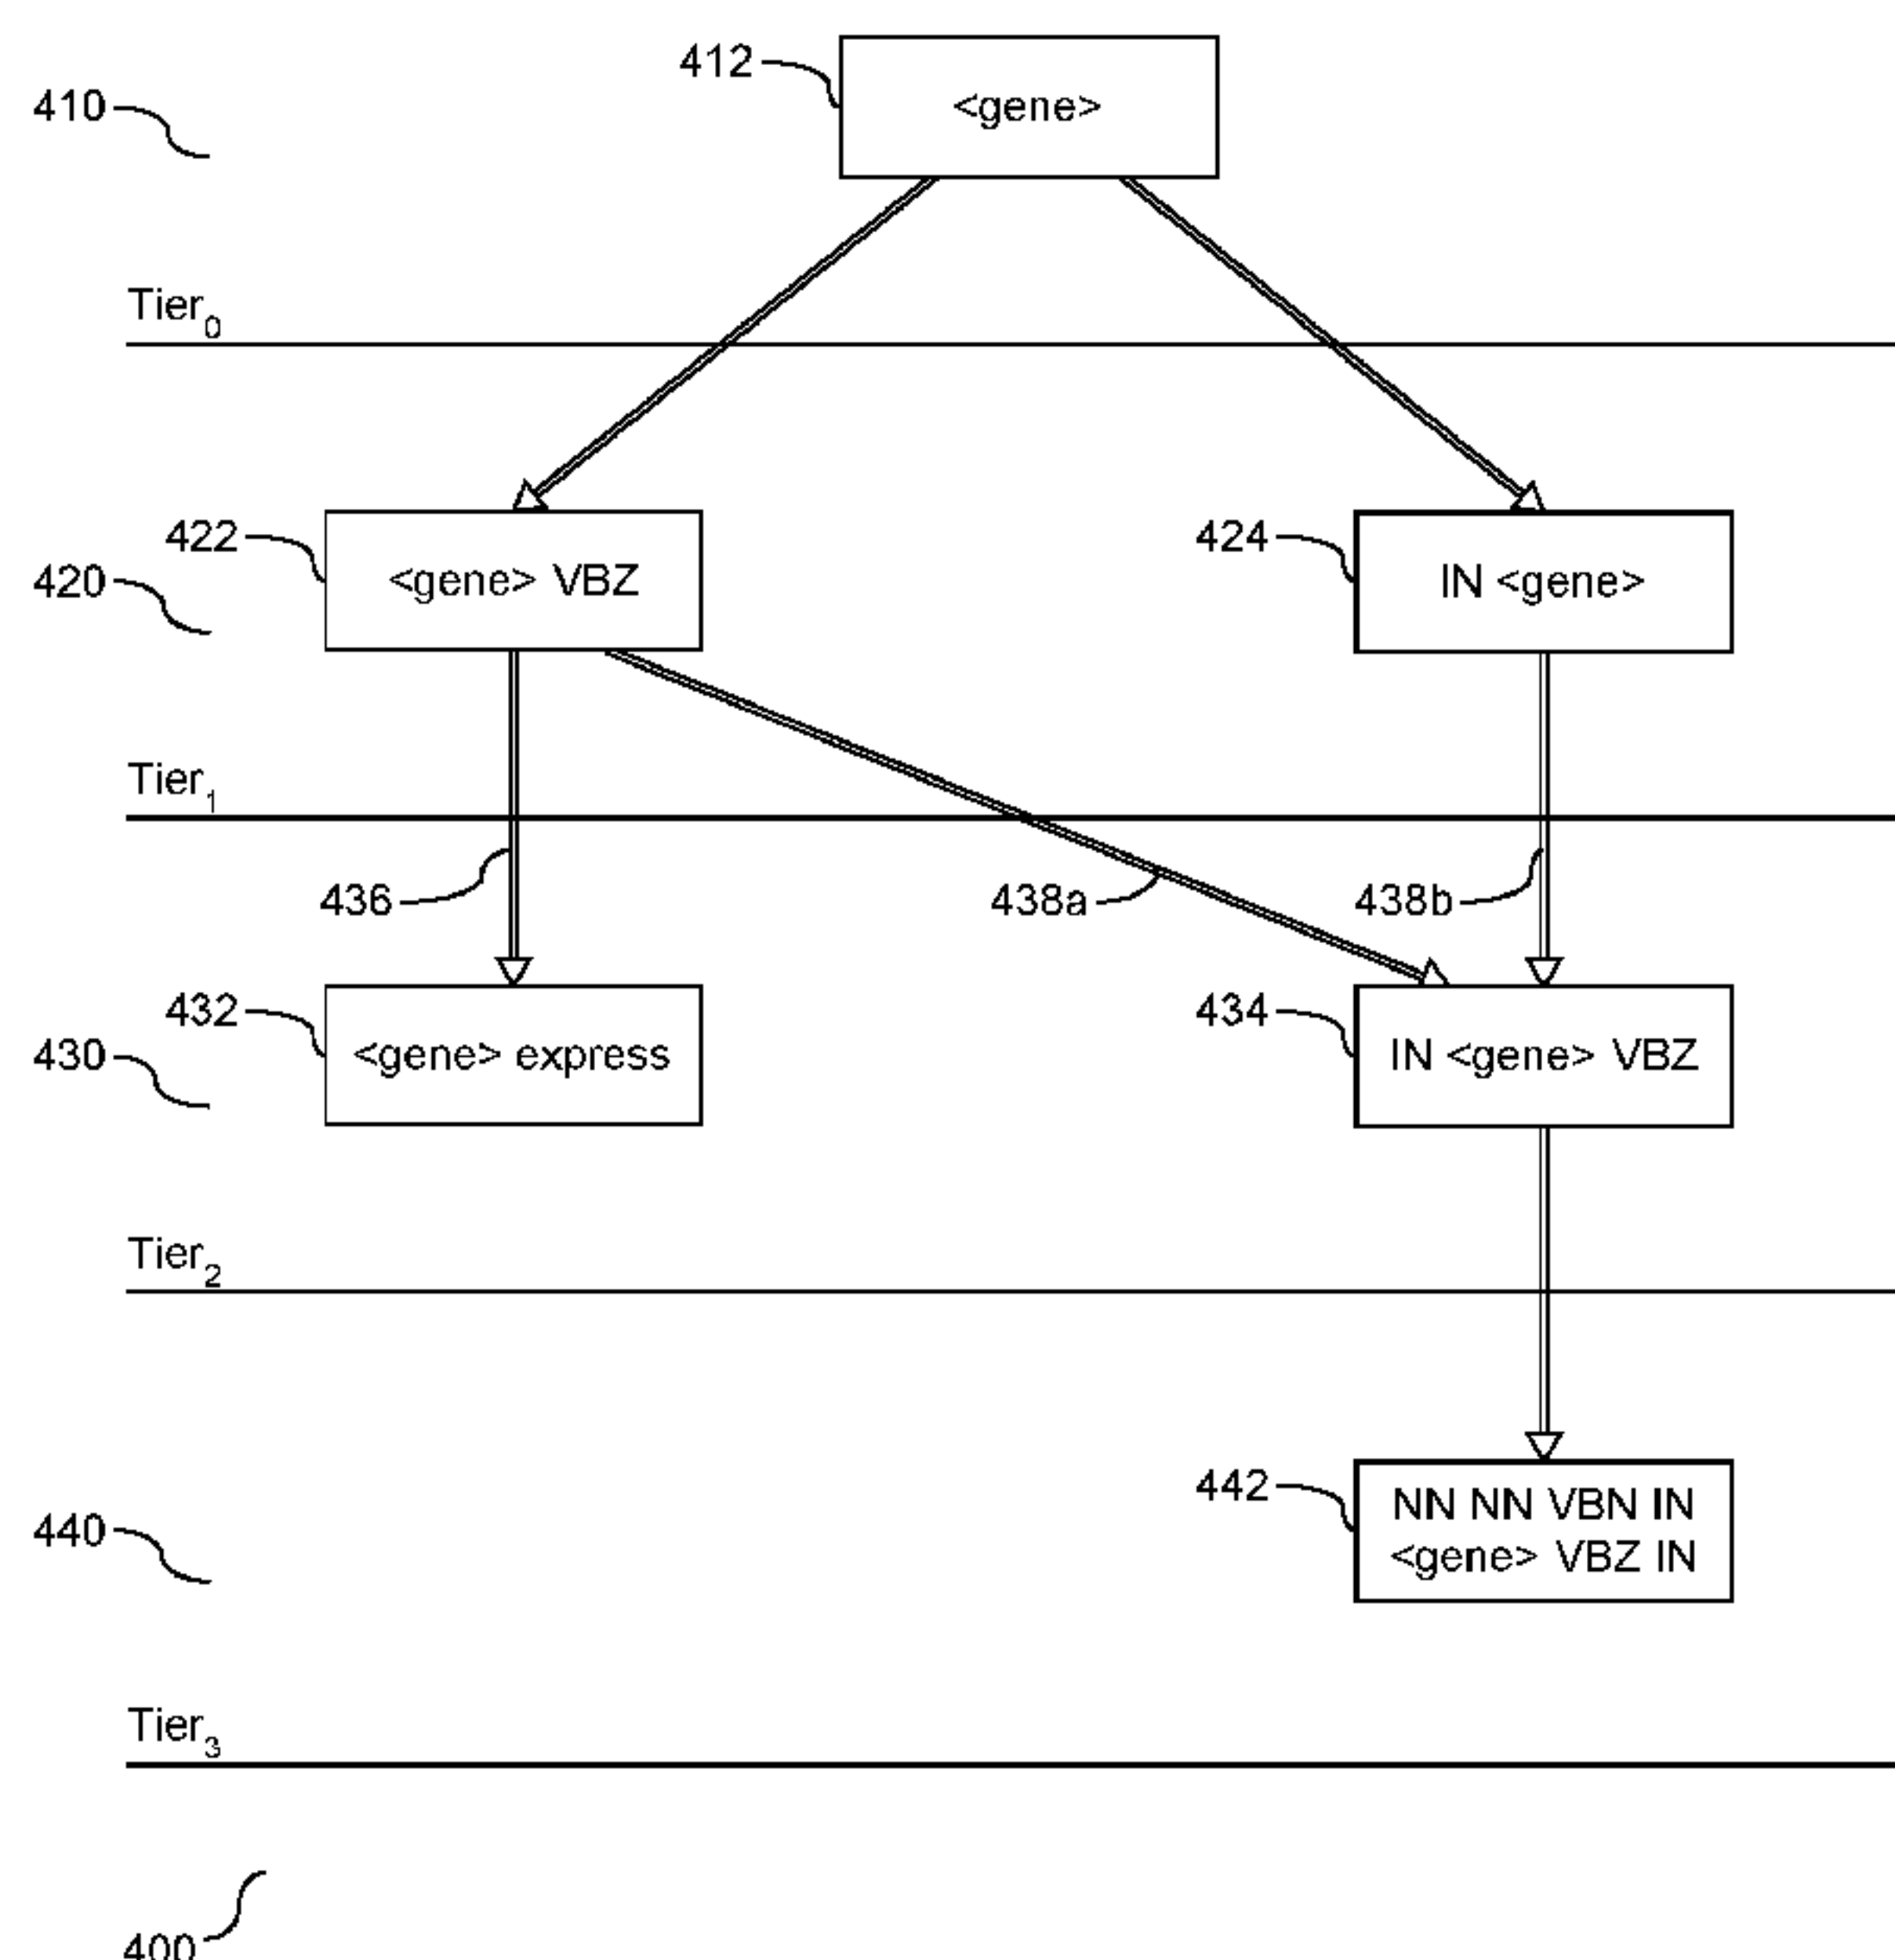 412
<gene>
410
Tier0
422
<gene> VBZ
424
IN <gene>
420
Tier1
436
438a
438b
432
<gene> express
434
IN <gene> VBZ
430
Tier2
442
NN NN VBN IN
<gene> VBZ IN
440
Tier3
400